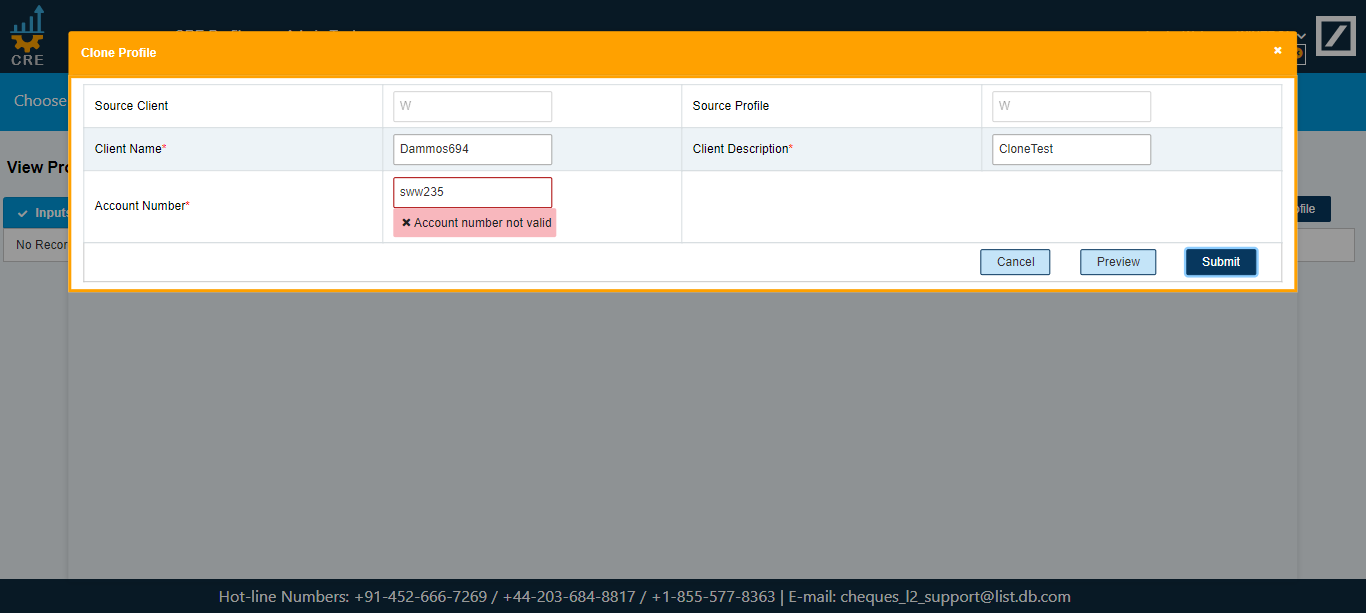 CRE
Clone Profile
Choose
Source Client
W
Source Profile
W
Client Name*
Dammos694
Client Description*
CloneTest
View Pro
Account Number*
sww235
Account number not valid
Inputs
ofile
No Recor
Cancel
Preview
Submit
Hot-line Numbers: +91-452-666-7269 / +44-203-684-8817 / +1-855-577-8363 | E-mail: cheques_l2_support@list.db.com